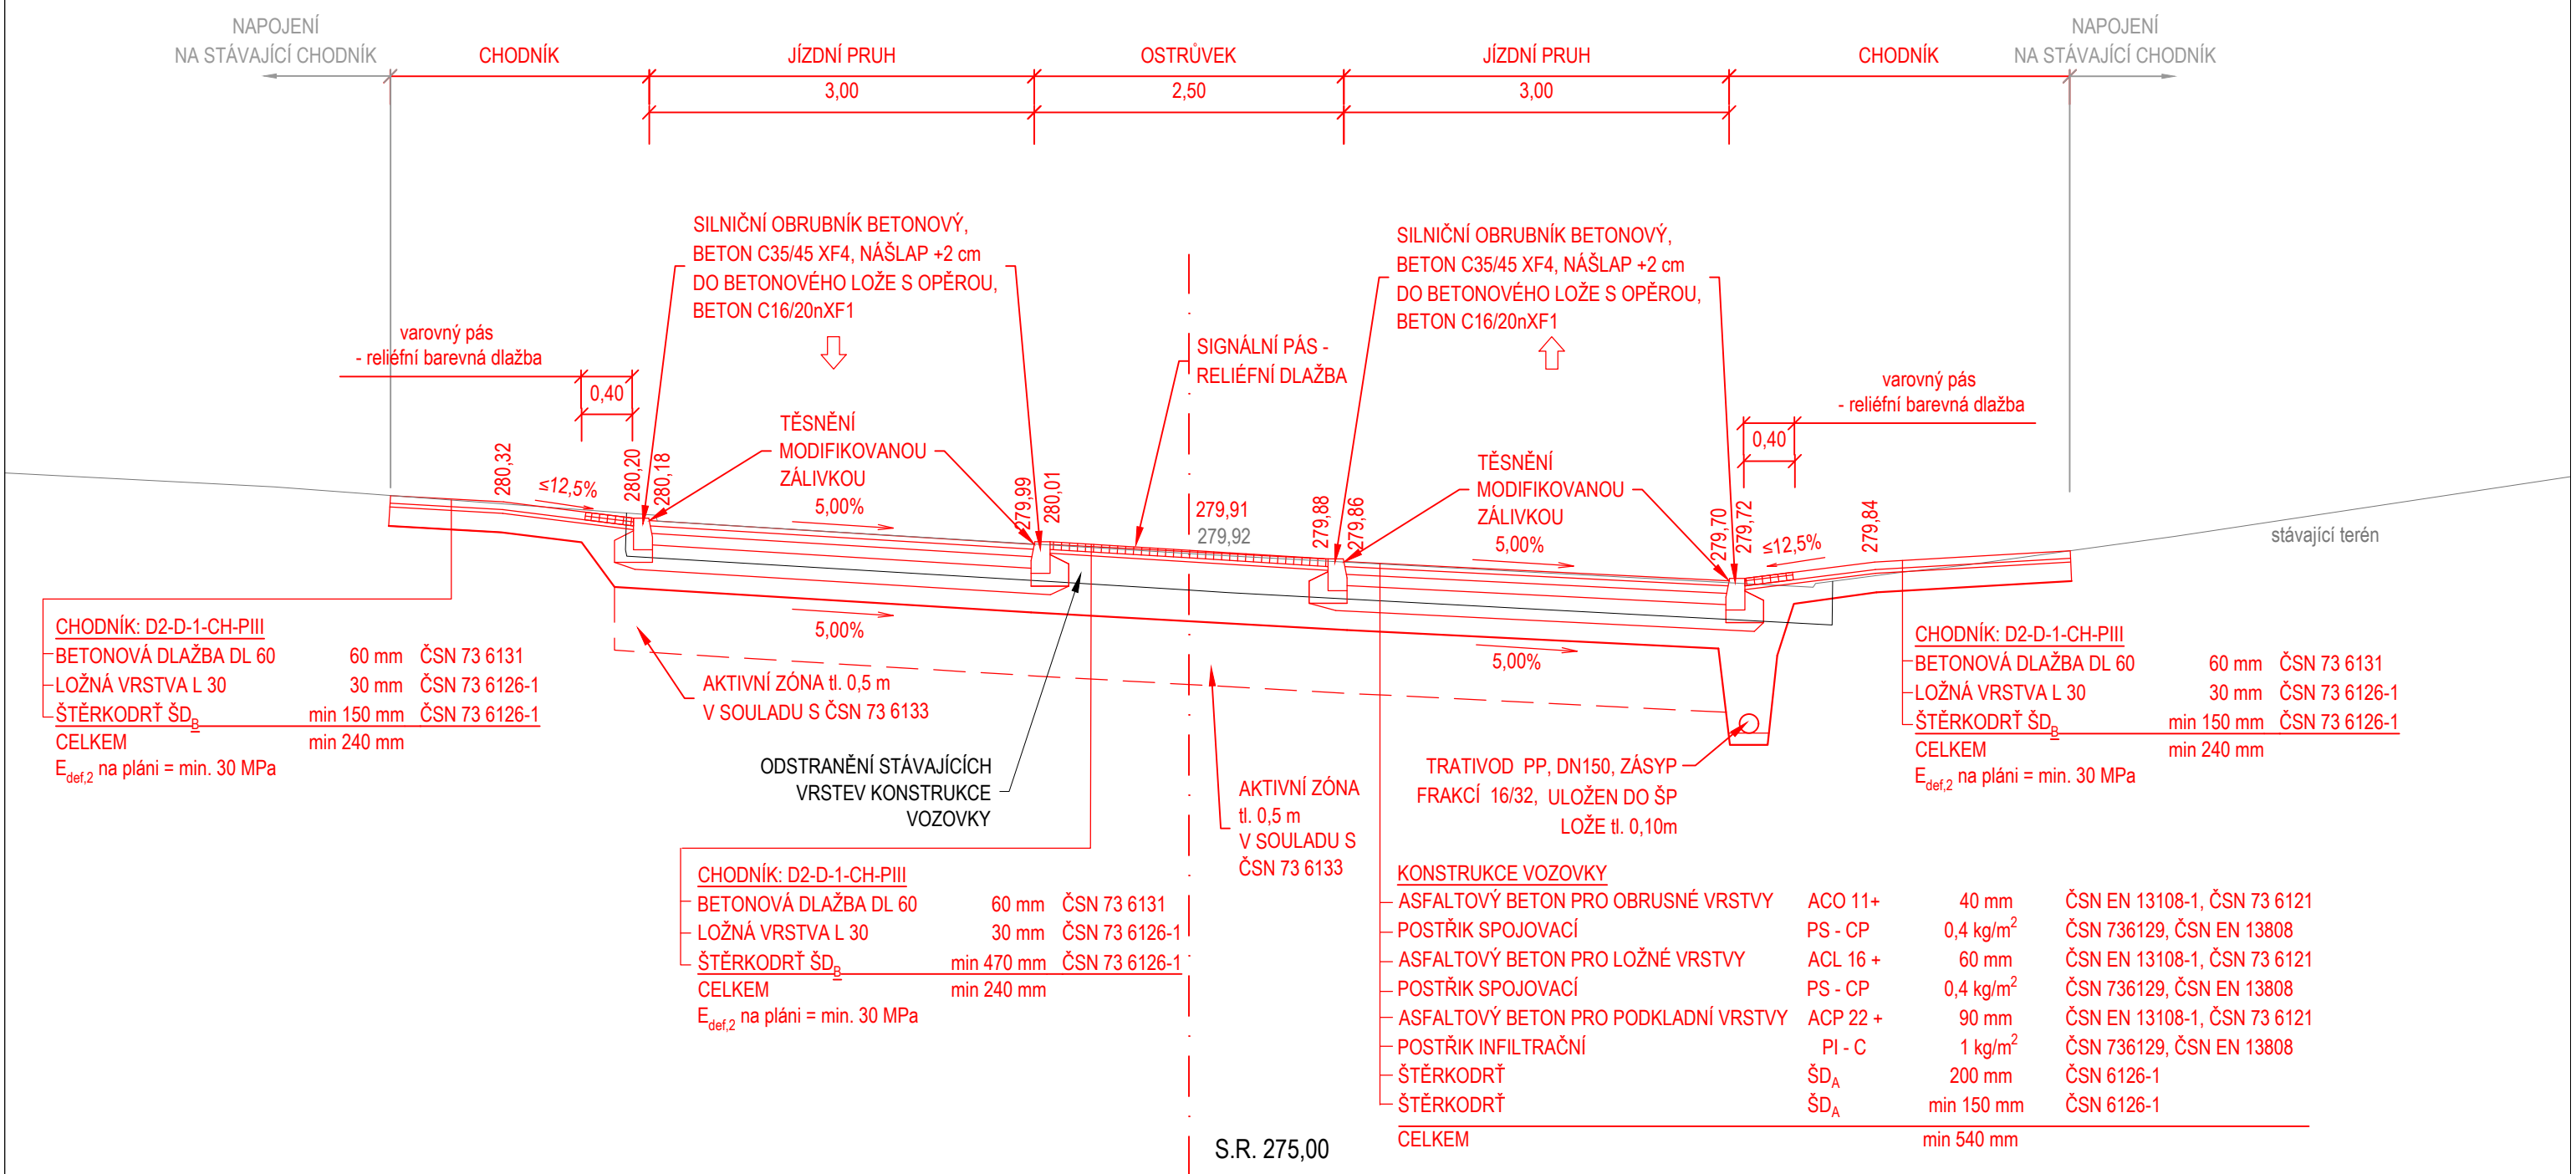 NAPOJENÍ
NA STÁVAJÍCÍ CHODNÍK
CHODNÍK
JÍZDNÍ PRUH
OSTRŮVEK
JÍZDNÍ PRUH
CHODNÍK
NAPOJENÍ
NA STÁVAJÍCÍ CHODNÍK
3,00
2,50
3,00
SILNIČNÍ OBRUBNÍK BETONOVÝ,
BETON C35/45 XF4, NÁŠLAP +2 cm
DO BETONOVÉHO LOŽE S OPĚROU,
BETON C16/20nXF1
SILNIČNÍ OBRUBNÍK BETONOVÝ,
BETON C35/45 XF4, NÁŠLAP +2 cm
DO BETONOVÉHO LOŽE S OPĚROU,
BETON C16/20nXF1
varovný pás
- reliéfní barevná dlažba
0,40
SIGNÁLNÍ PÁS -
RELIÉFNÍ DLAŽBA
varovný pás
- reliéfní barevná dlažba
0,40
TĚSNĚNÍ
MODIFIKOVANOU
ZÁLIVKOU
5,00%
TĚSNĚNÍ
MODIFIKOVANOU
ZÁLIVKOU
5,00%
280,32
≤12,5%
280,20
280,18
279,99
280,01
279,91
279,92
279,88
279,86
279,70
279,72
≤12,5%
279,84
stávající terén
5,00%
5,00%
CHODNÍK: D2-D-1-CH-PIII
BETONOVÁ DLAŽBA DL 60 60 mm ČSN 73 6131
LOŽNÁ VRSTVA L 30 30 mm ČSN 73 6126-1
ŠTĚRKODRŤ ŠDB min 150 mm ČSN 73 6126-1
CELKEM min 240 mm
Edef,2 na pláni = min. 30 MPa
AKTIVNÍ ZÓNA tl. 0,5 m
V SOULADU S ČSN 73 6133
ODSTRANĚNÍ STÁVAJÍCÍCH
VRSTEV KONSTRUKCE
VOZOVKY
AKTIVNÍ ZÓNA
tl. 0,5 m
V SOULADU S
ČSN 73 6133
TRATIVOD PP, DN150, ZÁSYP
FRAKCÍ 16/32, ULOŽEN DO ŠP
LOŽE tl. 0,10m
CHODNÍK: D2-D-1-CH-PIII
BETONOVÁ DLAŽBA DL 60 60 mm ČSN 73 6131
LOŽNÁ VRSTVA L 30 30 mm ČSN 73 6126-1
ŠTĚRKODRŤ ŠDB min 150 mm ČSN 73 6126-1
CELKEM min 240 mm
Edef,2 na pláni = min. 30 MPa
CHODNÍK: D2-D-1-CH-PIII
BETONOVÁ DLAŽBA DL 60 60 mm ČSN 73 6131
LOŽNÁ VRSTVA L 30 30 mm ČSN 73 6126-1
ŠTĚRKODRŤ ŠDB min 470 mm ČSN 73 6126-1
CELKEM min 240 mm
Edef,2 na pláni = min. 30 MPa
KONSTRUKCE VOZOVKY
ASFALTOVÝ BETON PRO OBRUSNÉ VRSTVY ACO 11+ 40 mm ČSN EN 13108-1, ČSN 73 6121
POSTŘIK SPOJOVACÍ PS - CP 0,4 kg/m² ČSN 736129, ČSN EN 13808
ASFALTOVÝ BETON PRO LOŽNÉ VRSTVY ACL 16 + 60 mm ČSN EN 13108-1, ČSN 73 6121
POSTŘIK SPOJOVACÍ PS - CP 0,4 kg/m² ČSN 736129, ČSN EN 13808
ASFALTOVÝ BETON PRO PODKLADNÍ VRSTVY ACP 22 + 90 mm ČSN EN 13108-1, ČSN 73 6121
POSTŘIK INFILTRAČNÍ PI - C 1 kg/m² ČSN 736129, ČSN EN 13808
ŠTĚRKODRŤ ŠDA 200 mm ČSN 6126-1
ŠTĚRKODRŤ ŠDA min 150 mm ČSN 6126-1
CELKEM min 540 mm
S.R. 275,00